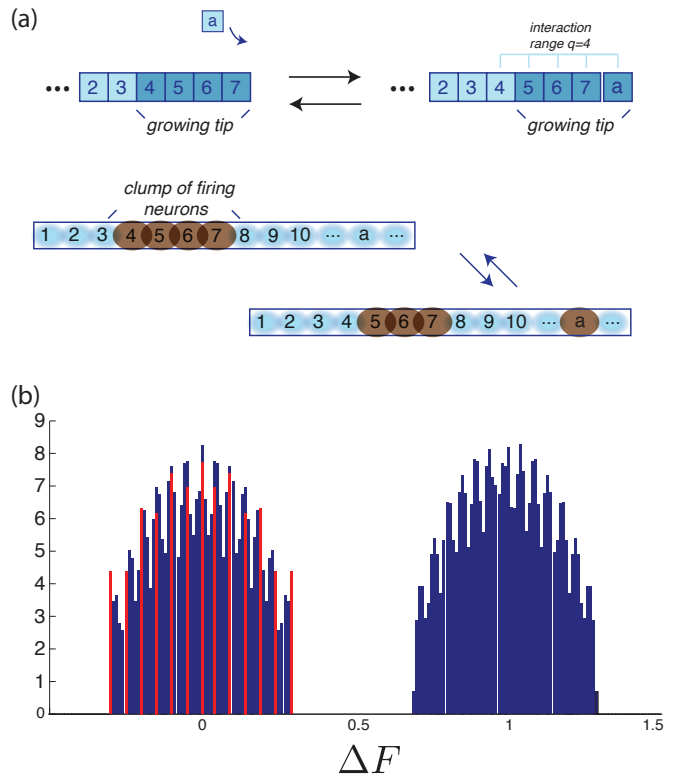 (a)
a
interaction
range q=4
••• 2 3 4 5 6 7
••• 2 3 4 5 6 7 a
growing tip
growing tip
clump of firing
neurons
1 2 3 4 5 6 7 8 9 10 ... a ...
1 2 3 4 5 6 7 8 9 10 ... a ...
(b)
9
8
7
6
5
4
3
2
1
0
0 0.5 1 1.5
ΔF